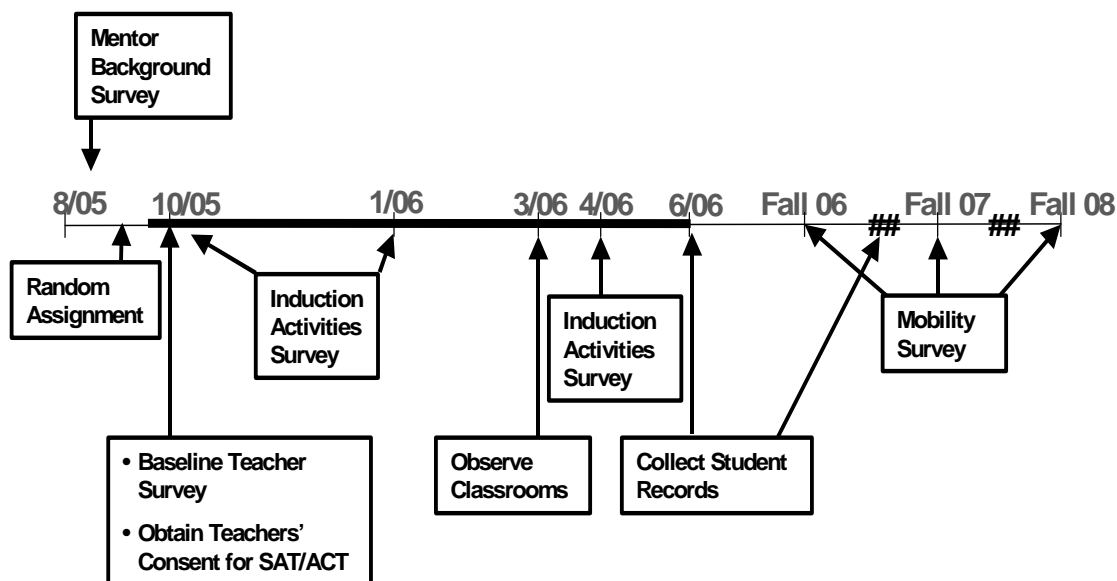 Mentor
Background
Survey
8/05
10/05
1/06
3/06
4/06
6/06
Fall 06
##
Fall 07
##
Fall 08
Random
Assignment
Induction
Activities
Survey
Induction
Activities
Survey
Mobility
Survey
• Baseline Teacher
Survey
• Obtain Teachers’
Consent for SAT/ACT
Observe
Classrooms
Collect Student
Records